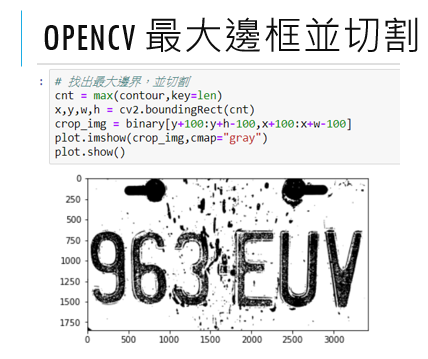 OPENCV 最大邊框並切割
: # 找出最大邊界，並切割
cnt = max(contour,key=len)
x,y,w,h = cv2.boundingRect(cnt)
crop_img = binary[y+100:y+h-100,x+100:x+w-100]
plot.imshow(crop_img,cmap="gray")
plot.show()
0
250
500
750
1000
1250
1500
1750
963 EUV
0 500 1000 1500 2000 2500 3000